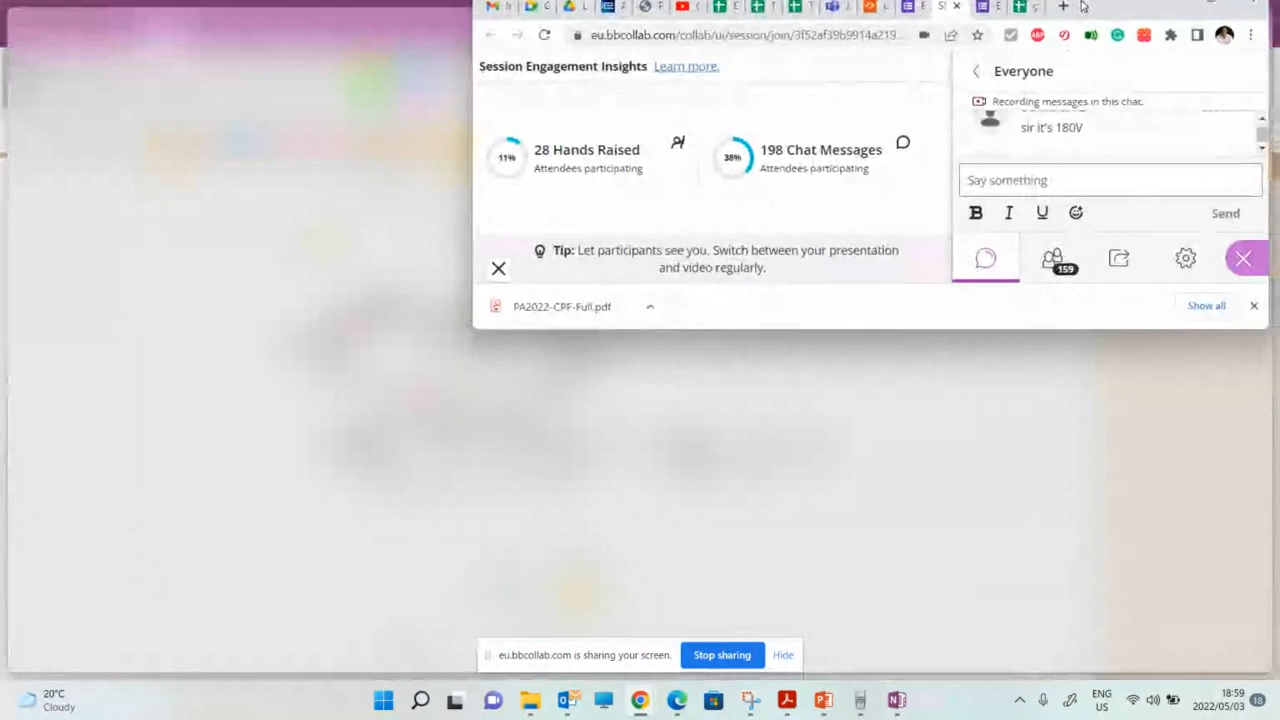 eu.bbcollab.com/collab/ui/session/join/3f52af39b9914a219...
Session Engagement Insights Learn more.
11%
28 Hands Raised
Attendees participating
38%
198 Chat Messages
Attendees participating
Tip: Let participants see you. Switch between your presentation
and video regularly.
Everyone
Recording messages in this chat.
sir it's 180V
Say something
B I U Send
159
PA2022-CPF-Full.pdf
Show all
eu.bbcollab.com is sharing your screen. Stop sharing Hide
20°C
Cloudy
ENG
US
18:59
2022/05/03
18